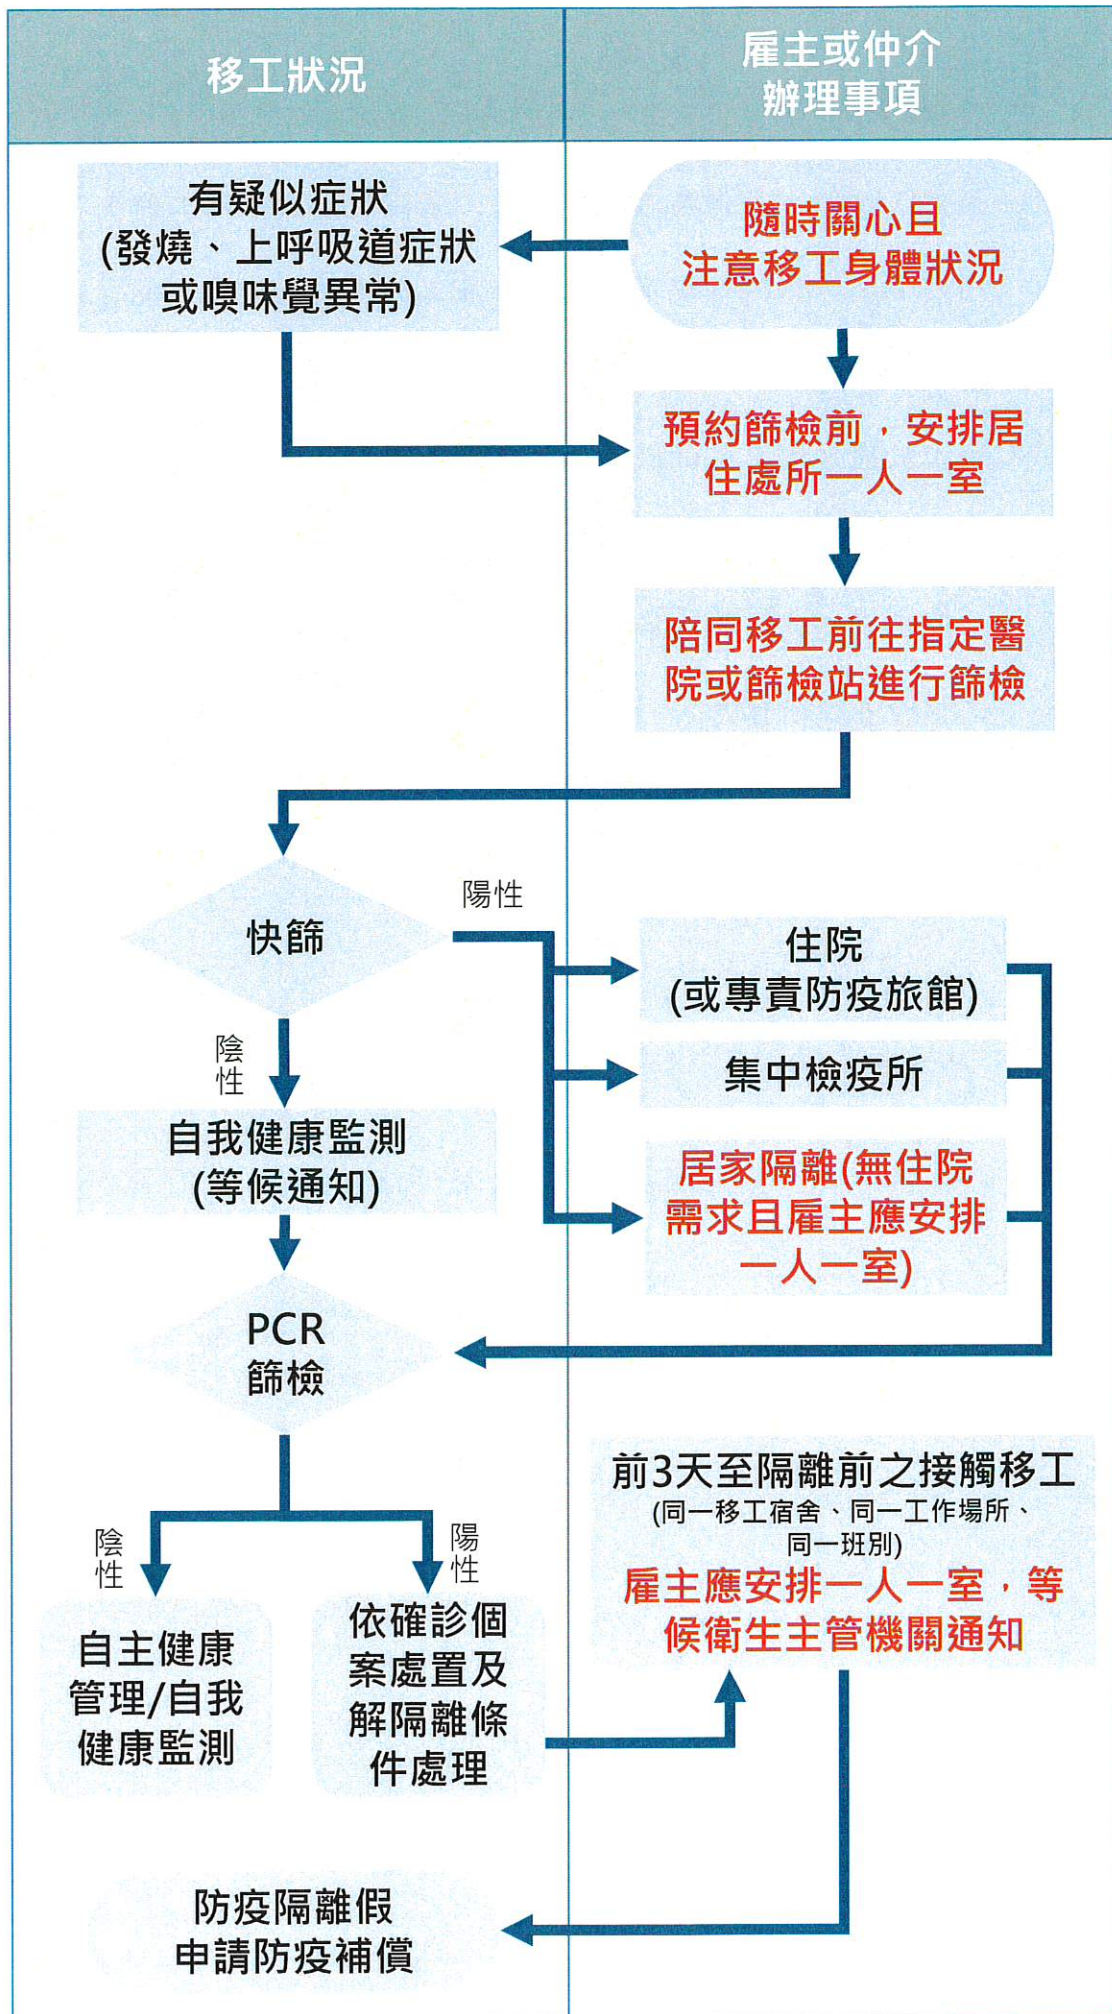 移工狀況
雇主或仲介
辦理事項
有疑似症狀
(發燒、上呼吸道症狀
或嗅味覺異常)
隨時關心且
注意移工身體狀況
預約篩檢前，安排居
住處所一人一室
陪同移工前往指定醫
院或篩檢站進行篩檢
快篩
陽性
陰性
住院
(或專責防疫旅館)
集中檢疫所
居家隔離(無住院
需求且雇主應安排
一人一室)
自我健康監測
(等候通知)
PCR
篩檢
陰性
陽性
自主健康
管理/自我
健康監測
依確診個
案處置及
解隔離條
件處理
前3天至隔離前之接觸移工
(同一移工宿舍、同一工作場所、
同一班別)
雇主應安排一人一室，等
候衛生主管機關通知
防疫隔離假
申請防疫補償